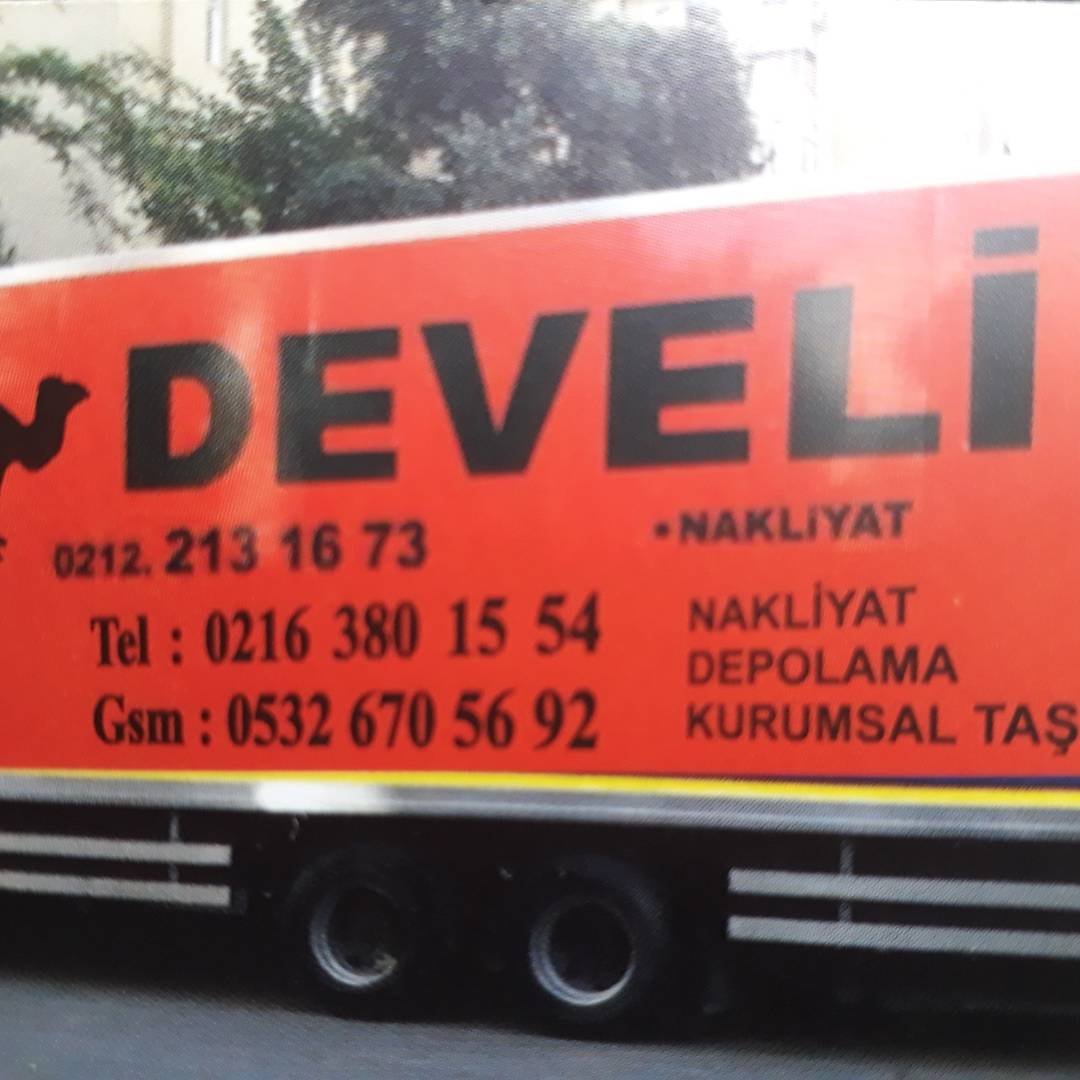 DEVELİ
0212. 213 16 73
•NAKLİYAT
Tel : 0216 380 15 54
Gsm : 0532 670 56 92
NAKLİYAT
DEPOLAMA
KURUMSAL TAŞ